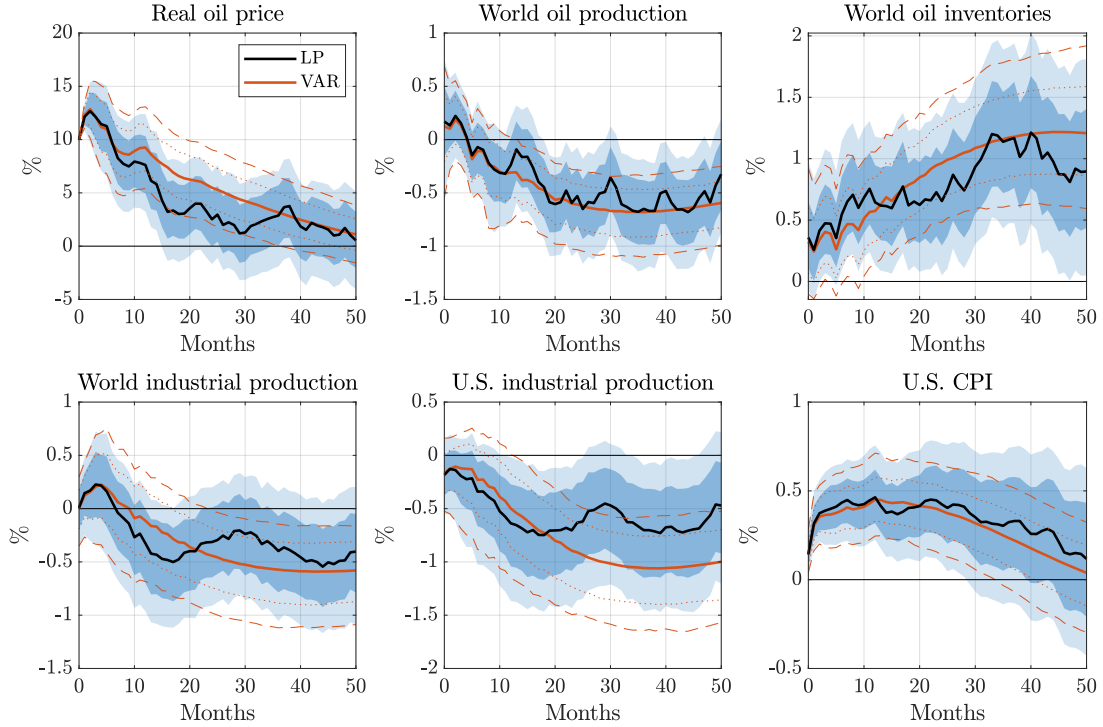 Real oil price
20
15
10
5
0
-5
%
0 10 20 30 40 50
Months
LP
VAR
World oil production
1
0.5
0
-0.5
-1
-1.5
%
0 10 20 30 40 50
Months
World oil inventories
2
1.5
1
0.5
0
%
0 10 20 30 40 50
Months
World industrial production
1
0.5
0
-0.5
-1
-1.5
%
0 10 20 30 40 50
Months
U.S. industrial production
0.5
0
-0.5
-1
-1.5
-2
%
0 10 20 30 40 50
Months
U.S. CPI
1
0.5
0
-0.5
%
0 10 20 30 40 50
Months